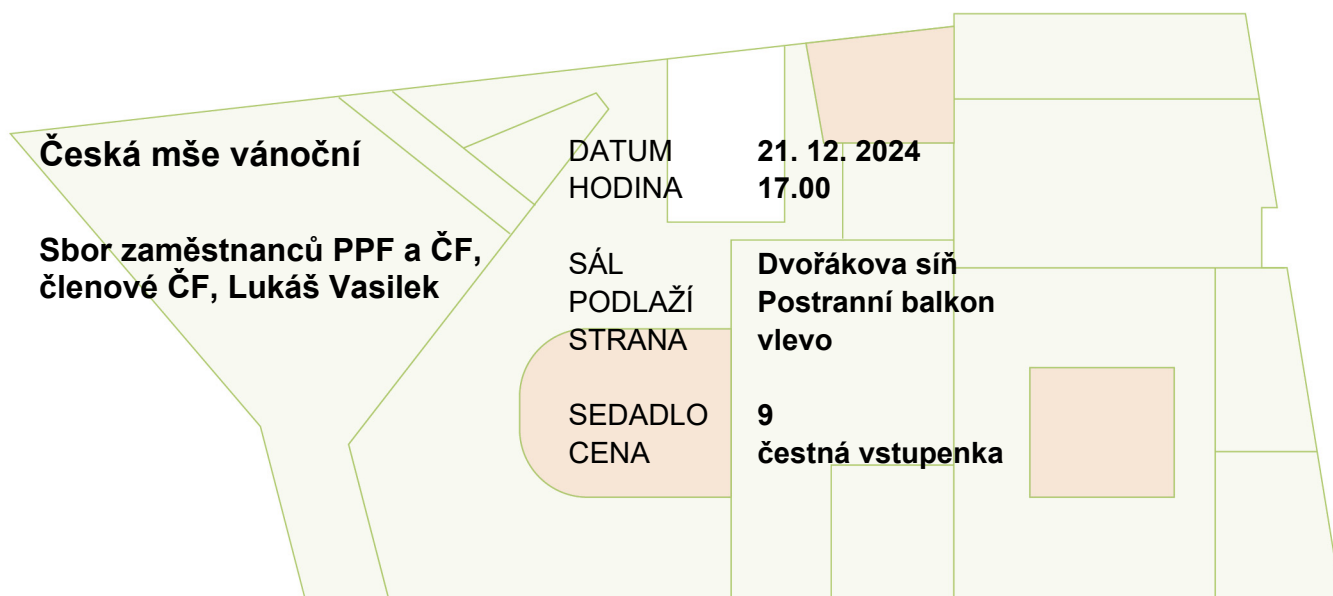 Česká mše vánoční
Sbor zaměstnanců PPF a ČF,
členové ČF, Lukáš Vasilek
DATUM 21. 12. 2024
HODINA 17.00
SÁL Dvořákova síň
PODLAŽÍ Postranní balkon
STRANA vlevo
SEDADLO 9
CENA čestná vstupenka